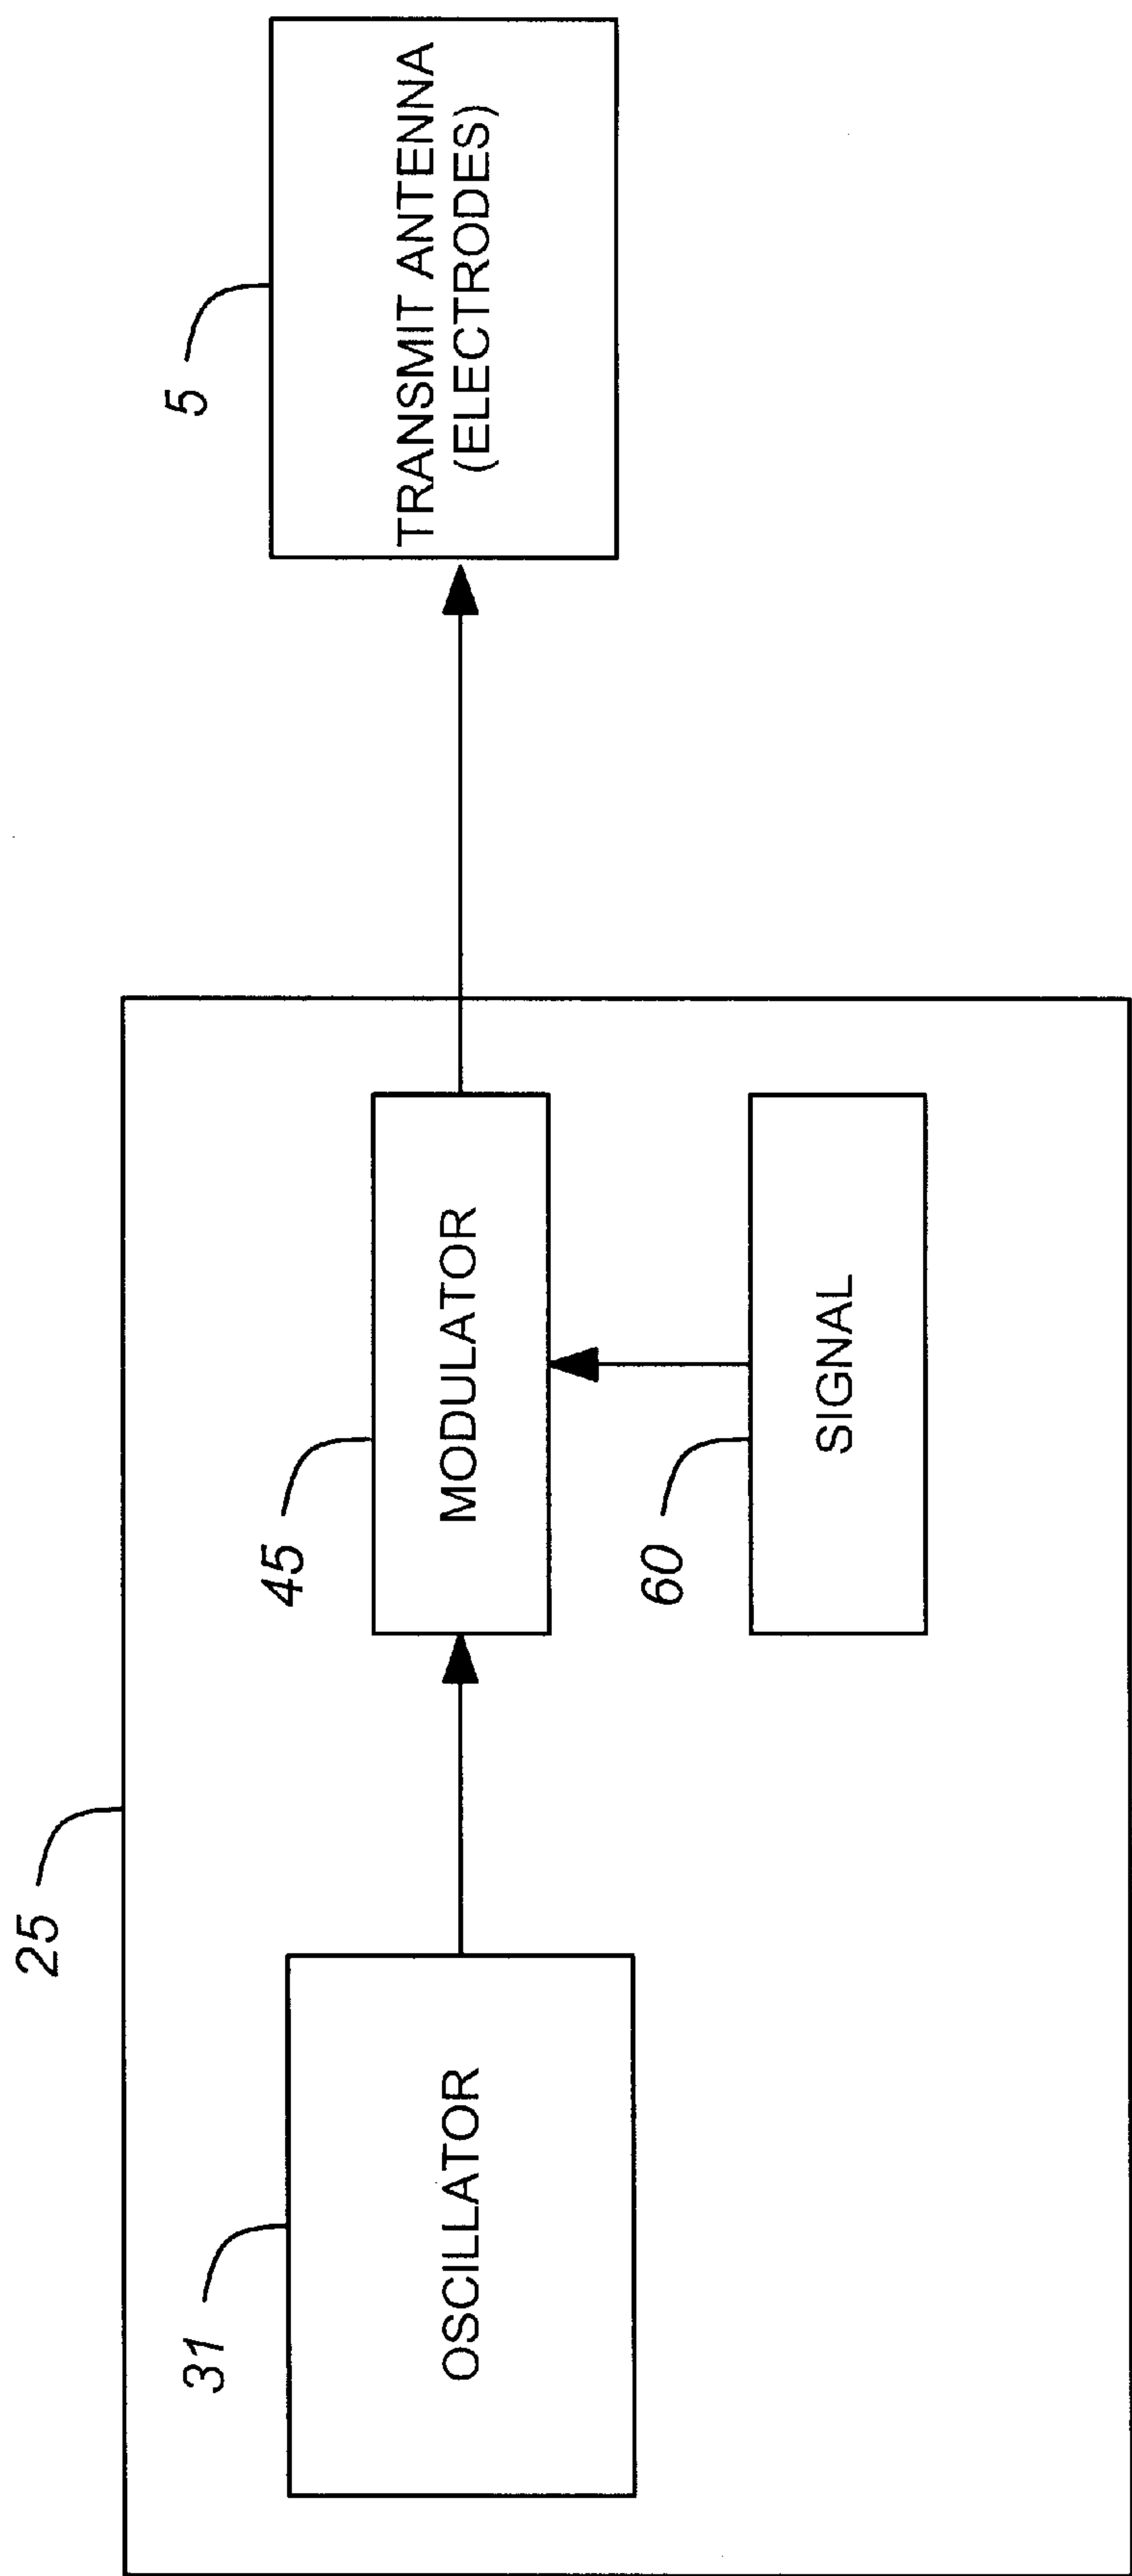 25
31
OSCILLATOR
45
MODULATOR
60
SIGNAL
5
TRANSMIT ANTENNA
(ELECTRODES)